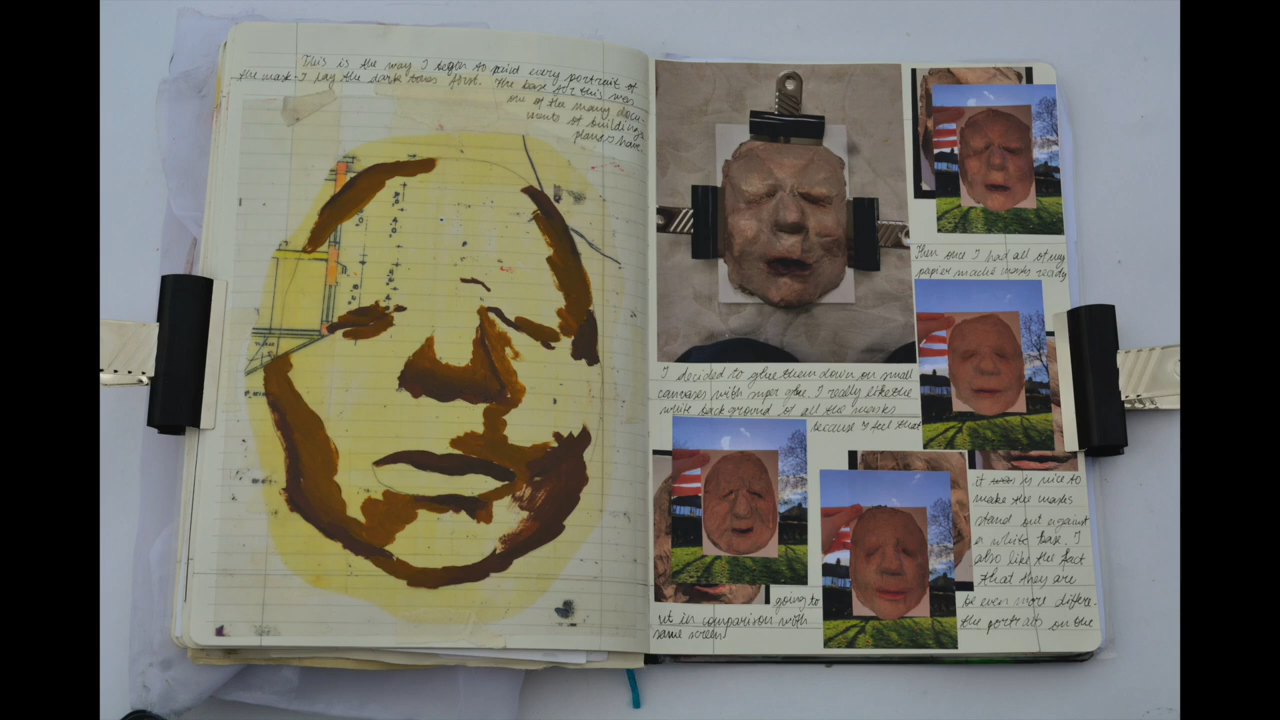 This is the way I began to paint every portrait of
the mask - I lay the dark tones first. The base for this was
one of the many docu-
ments of building
planes have
Then once I had all of my
papier maché masks ready
I decided to glue them down on small
canvases with super glue. I really like the
white background of all the masks
because I feel that
it is nice to
make the masks
stand out against
a white base. I
also like the fact
that they are
going to
be even more differe-
nt in comparison with
the portraits on the
same screen